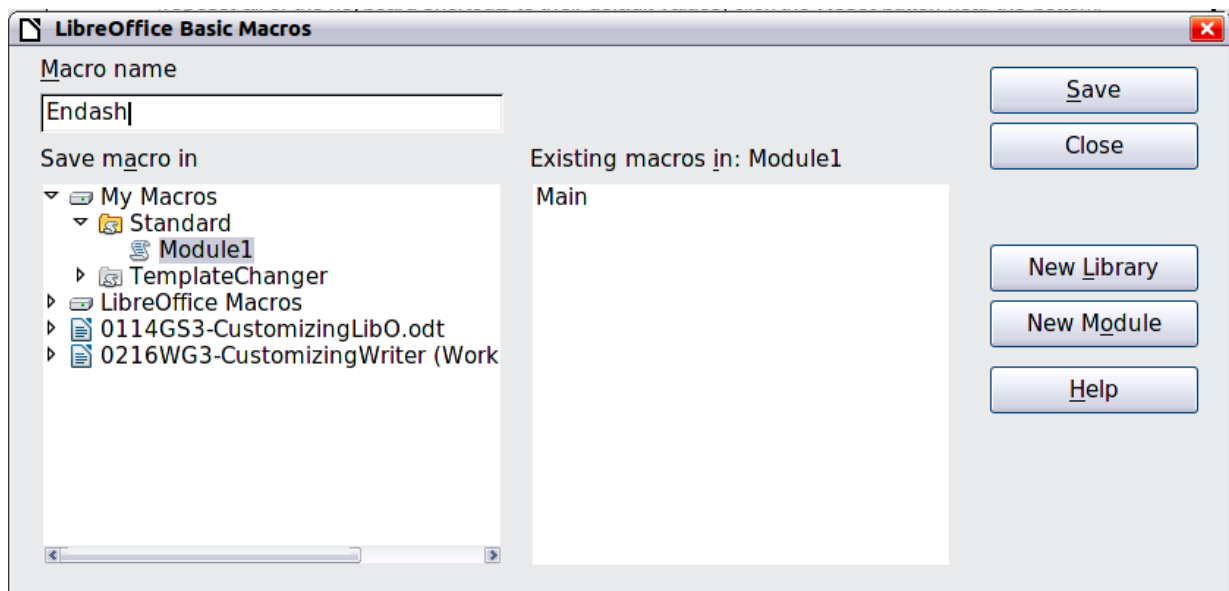 LibreOffice Basic Macros
Macro name
Endash
Save macro in
My Macros
Standard
Module1
TemplateChanger
LibreOffice Macros
0114GS3-CustomizingLibO.odt
0216WG3-CustomizingWriter (Work
Existing macros in: Module1
Main
Save
Close
New Library
New Module
Help